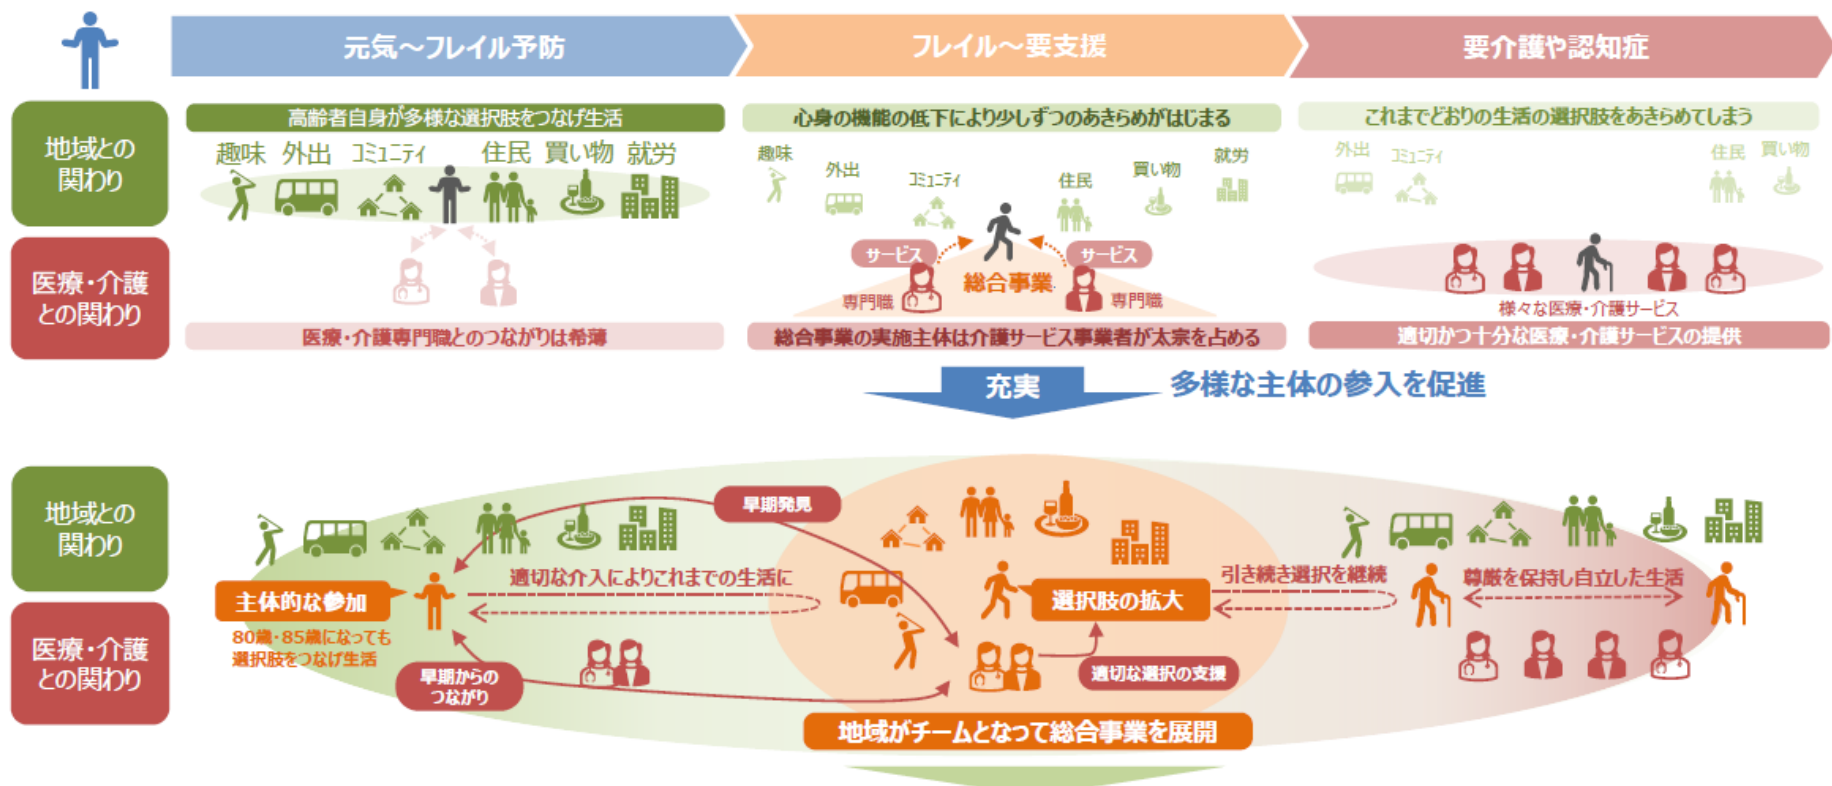 元気～フレイル予防
フレイル～要支援
要介護や認知症
地域との
関わり
高齢者自身が多様な選択肢をつなげ生活
趣味 外出 コミュニティ 住民 買い物 就労
心身の機能の低下により少しずつのあきらめがはじまる
趣味
外出
コミュニティ
住民
買い物
就労
これまでどおりの生活の選択肢をあきらめてしまう
外出
コミュニティ
住民
買い物
医療・介護
との関わり
医療・介護専門職とのつながりは希薄
サービス
サービス
総合事業
専門職
専門職
総合事業の実施主体は介護サービス事業者が太宗を占める
様々な医療・介護サービス
適切かつ十分な医療・介護サービスの提供
充実
多様な主体の参入を促進
地域との
関わり
医療・介護
との関わり
早期発見
適切な介入によりこれまでの生活に
主体的な参加
80歳・85歳になっても
選択肢をつなげ生活
早期からの
つながり
選択肢の拡大
適切な選択の支援
引き続き選択を継続
尊厳を保持し自立した生活
地域がチームとなって総合事業を展開